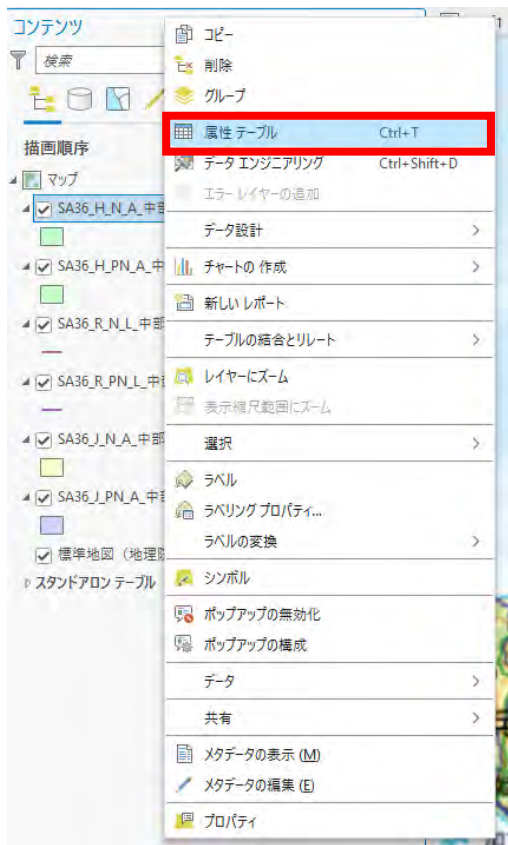 コンテンツ
検索
描画順序
マップ
SA36_H_N_A_中部
SA36_H_PN_A_中
SA36_R_N_L_中部
SA36_R_PN_L_中
SA36_J_N_A_中部
SA36_J_PN_A_中
標準地図（地理院
スタンドアロン テーブル
コピー
削除
グループ
属性 テーブル Ctrl+T
データ エンジニアリング Ctrl+Shift+D
エラー レイヤーの追加
データ設計
チャートの 作成
新しい レポート
テーブルの結合とリレート
レイヤーにズーム
表示縮尺範囲にズーム
選択
ラベル
ラベリング プロパティ...
ラベルの変換
シンボル
ポップアップの無効化
ポップアップの構成
データ
共有
メタデータの表示 (M)
メタデータの編集 (E)
プロパティ